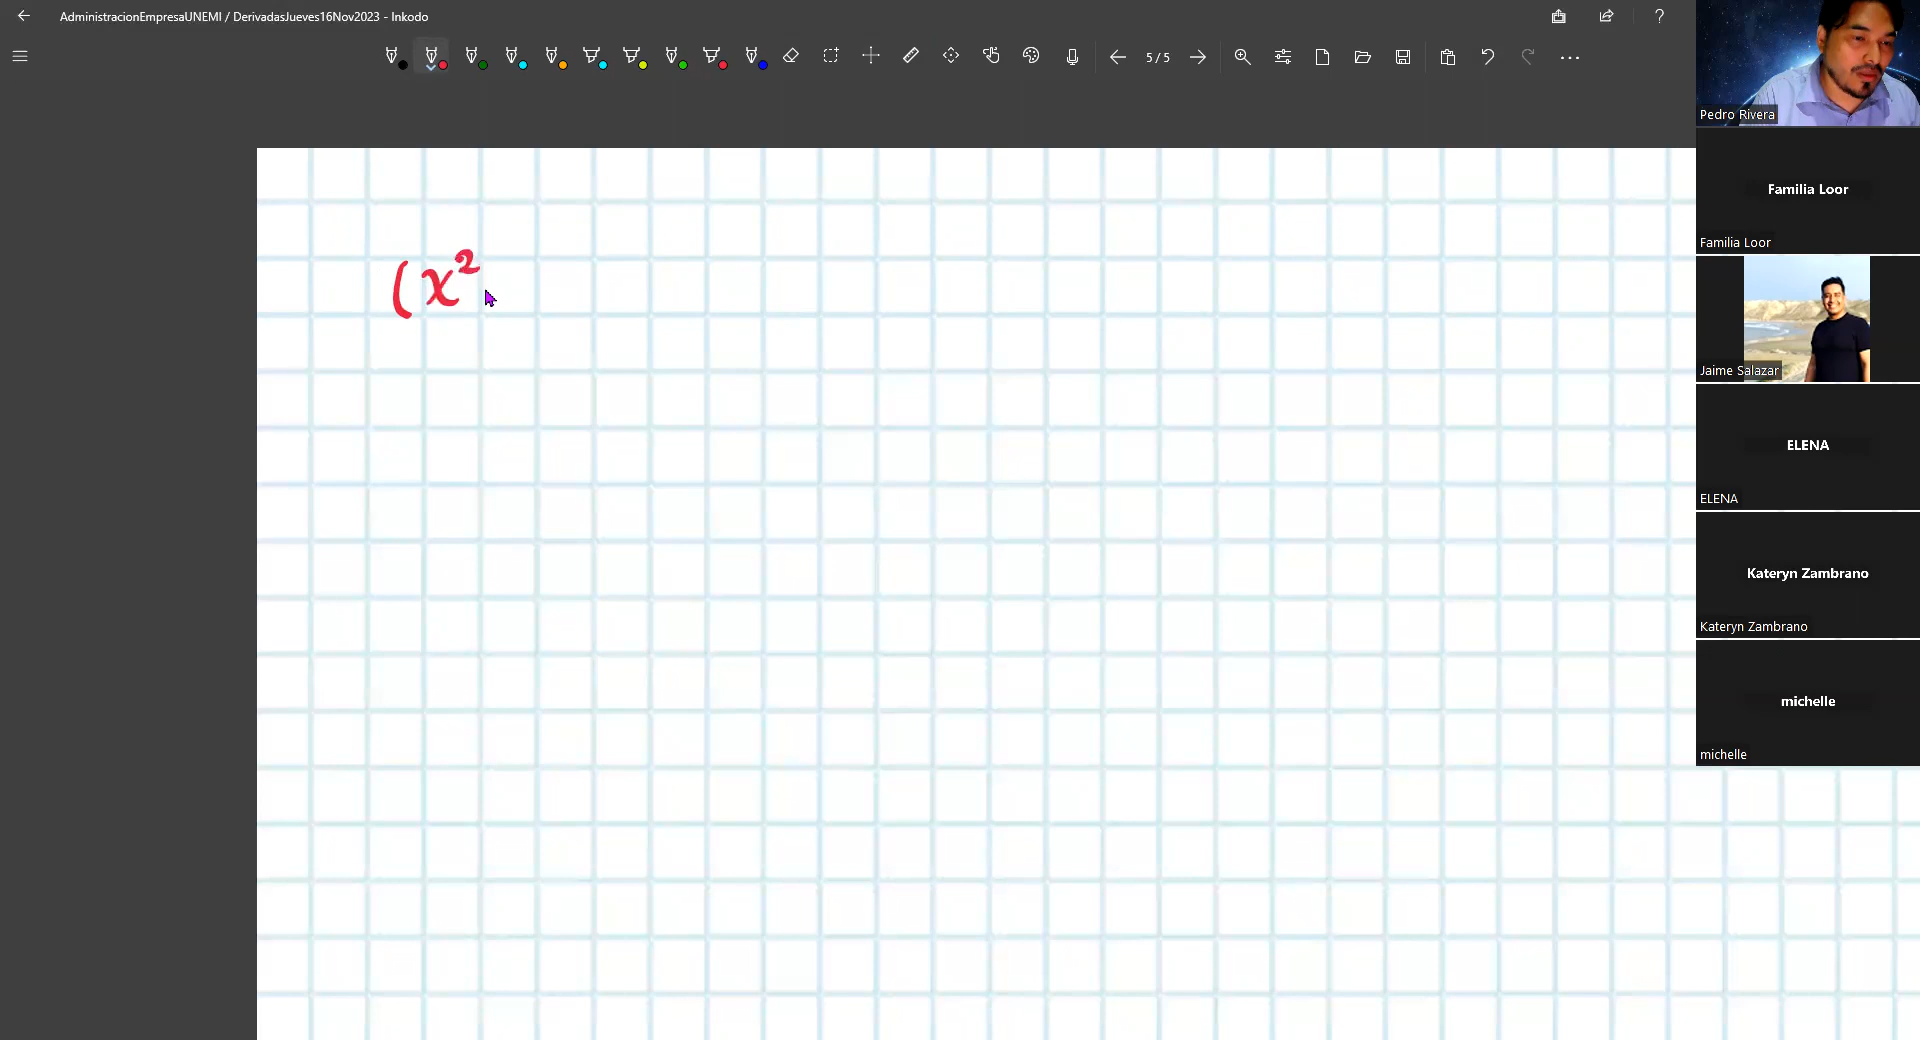 AdministracionEmpresaUNEMI / DerivadasJueves16Nov2023 - Inkodo
5 / 5
?
(x²
Pedro Rivera
Familia Loor
Familia Loor
Jaime Salazar
ELENA
ELENA
Kateryn Zambrano
Kateryn Zambrano
michelle
michelle